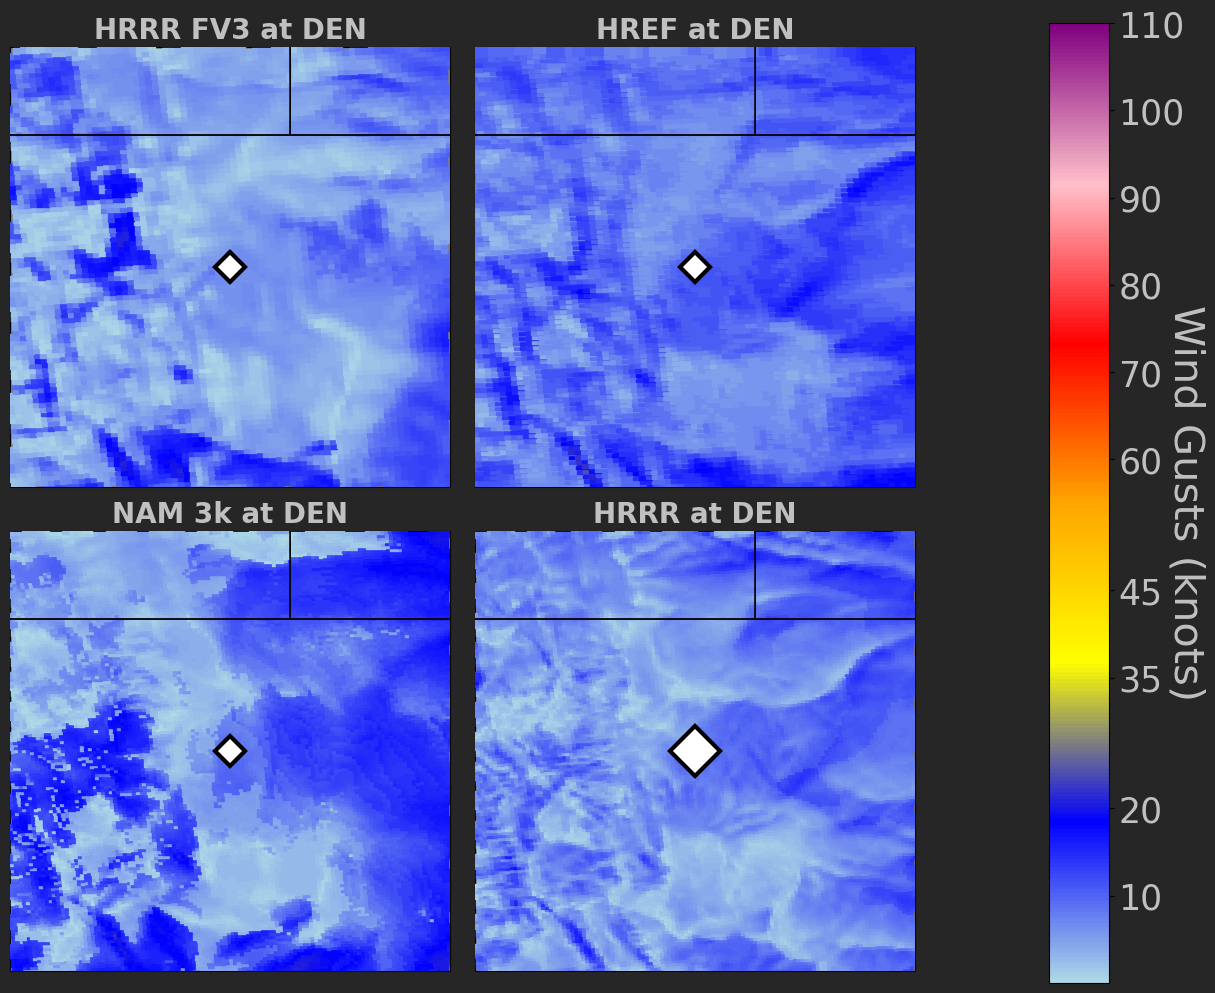 HRRR FV3 at DEN
HREF at DEN
NAM 3k at DEN
HRRR at DEN
110
100
90
80
70
60
45
35
20
10
Wind Gusts (knots)